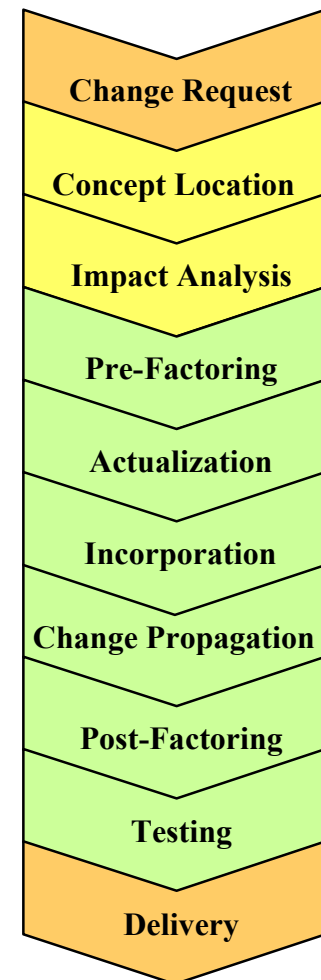 Change Request
Concept Location
Impact Analysis
Pre-Factoring
Actualization
Incorporation
Change Propagation
Post-Factoring
Testing
Delivery